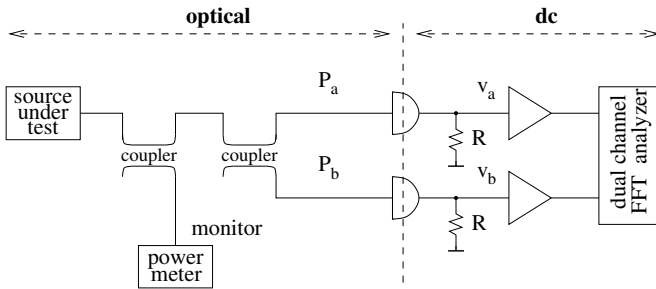 optical
dc
source
under
test
coupler
coupler
P_a
P_b
v_a
v_b
R
R
monitor
power
meter
dual channel
FFT analyzer